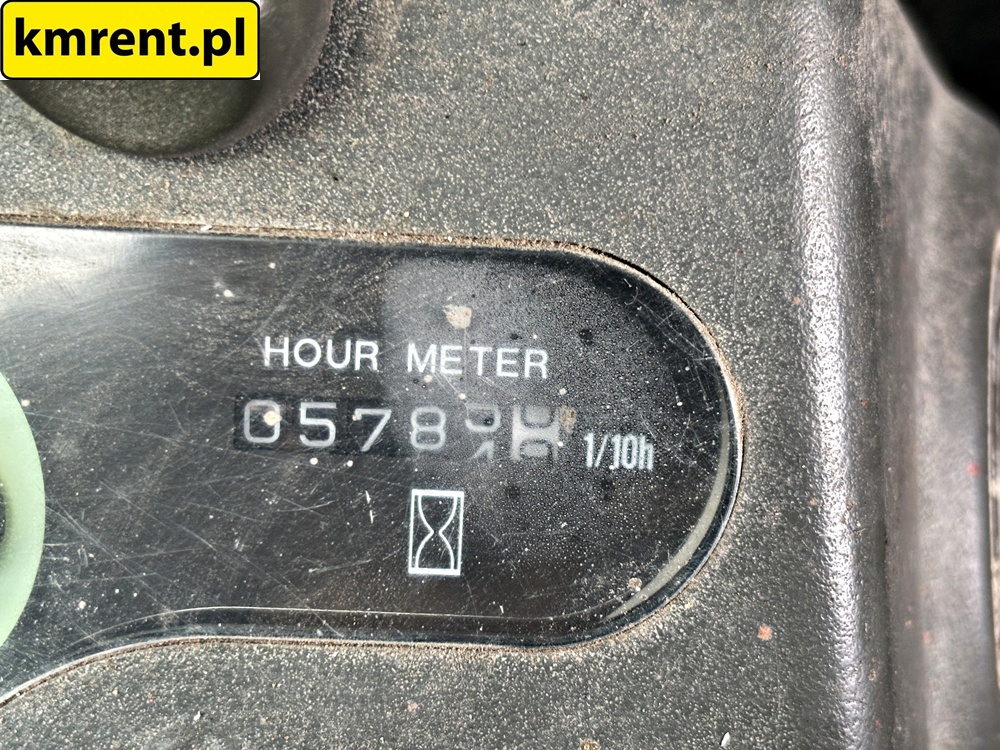 kmrent.pl
HOUR METER
0578
1/10h